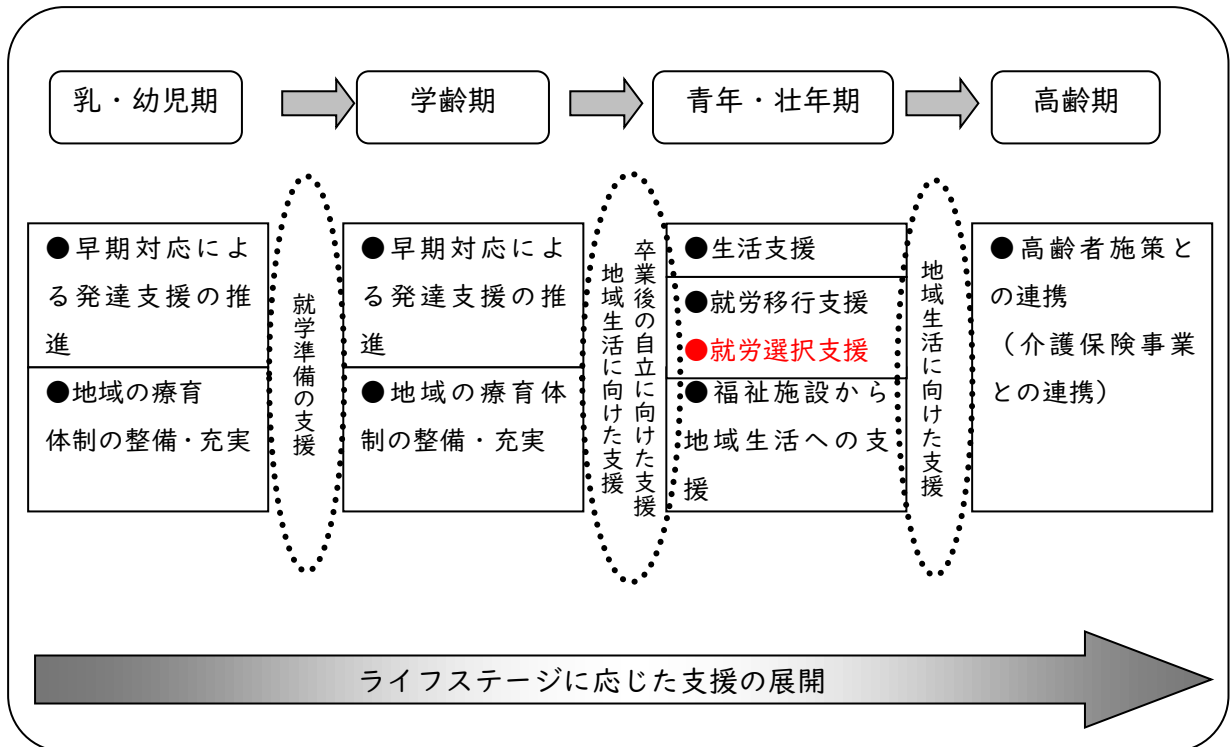 乳・幼児期
学齢期
青年・壮年期
高齢期
●早期対応によ
る発達支援の推
進
●地域の療育
体制の整備・充実
就学準備の支援
●早期対応によ
る発達支援の推
進
●地域の療育体
制の整備・充実
卒業後の自立に向けた支援
地域生活に向けた支援
●生活支援
●就労移行支援
●就労選択支援
●福祉施設から
地域生活への支
援
地域生活に向けた支援
●高齢者施策と
の連携
（介護保険事業
との連携）
ライフステージに応じた支援の展開